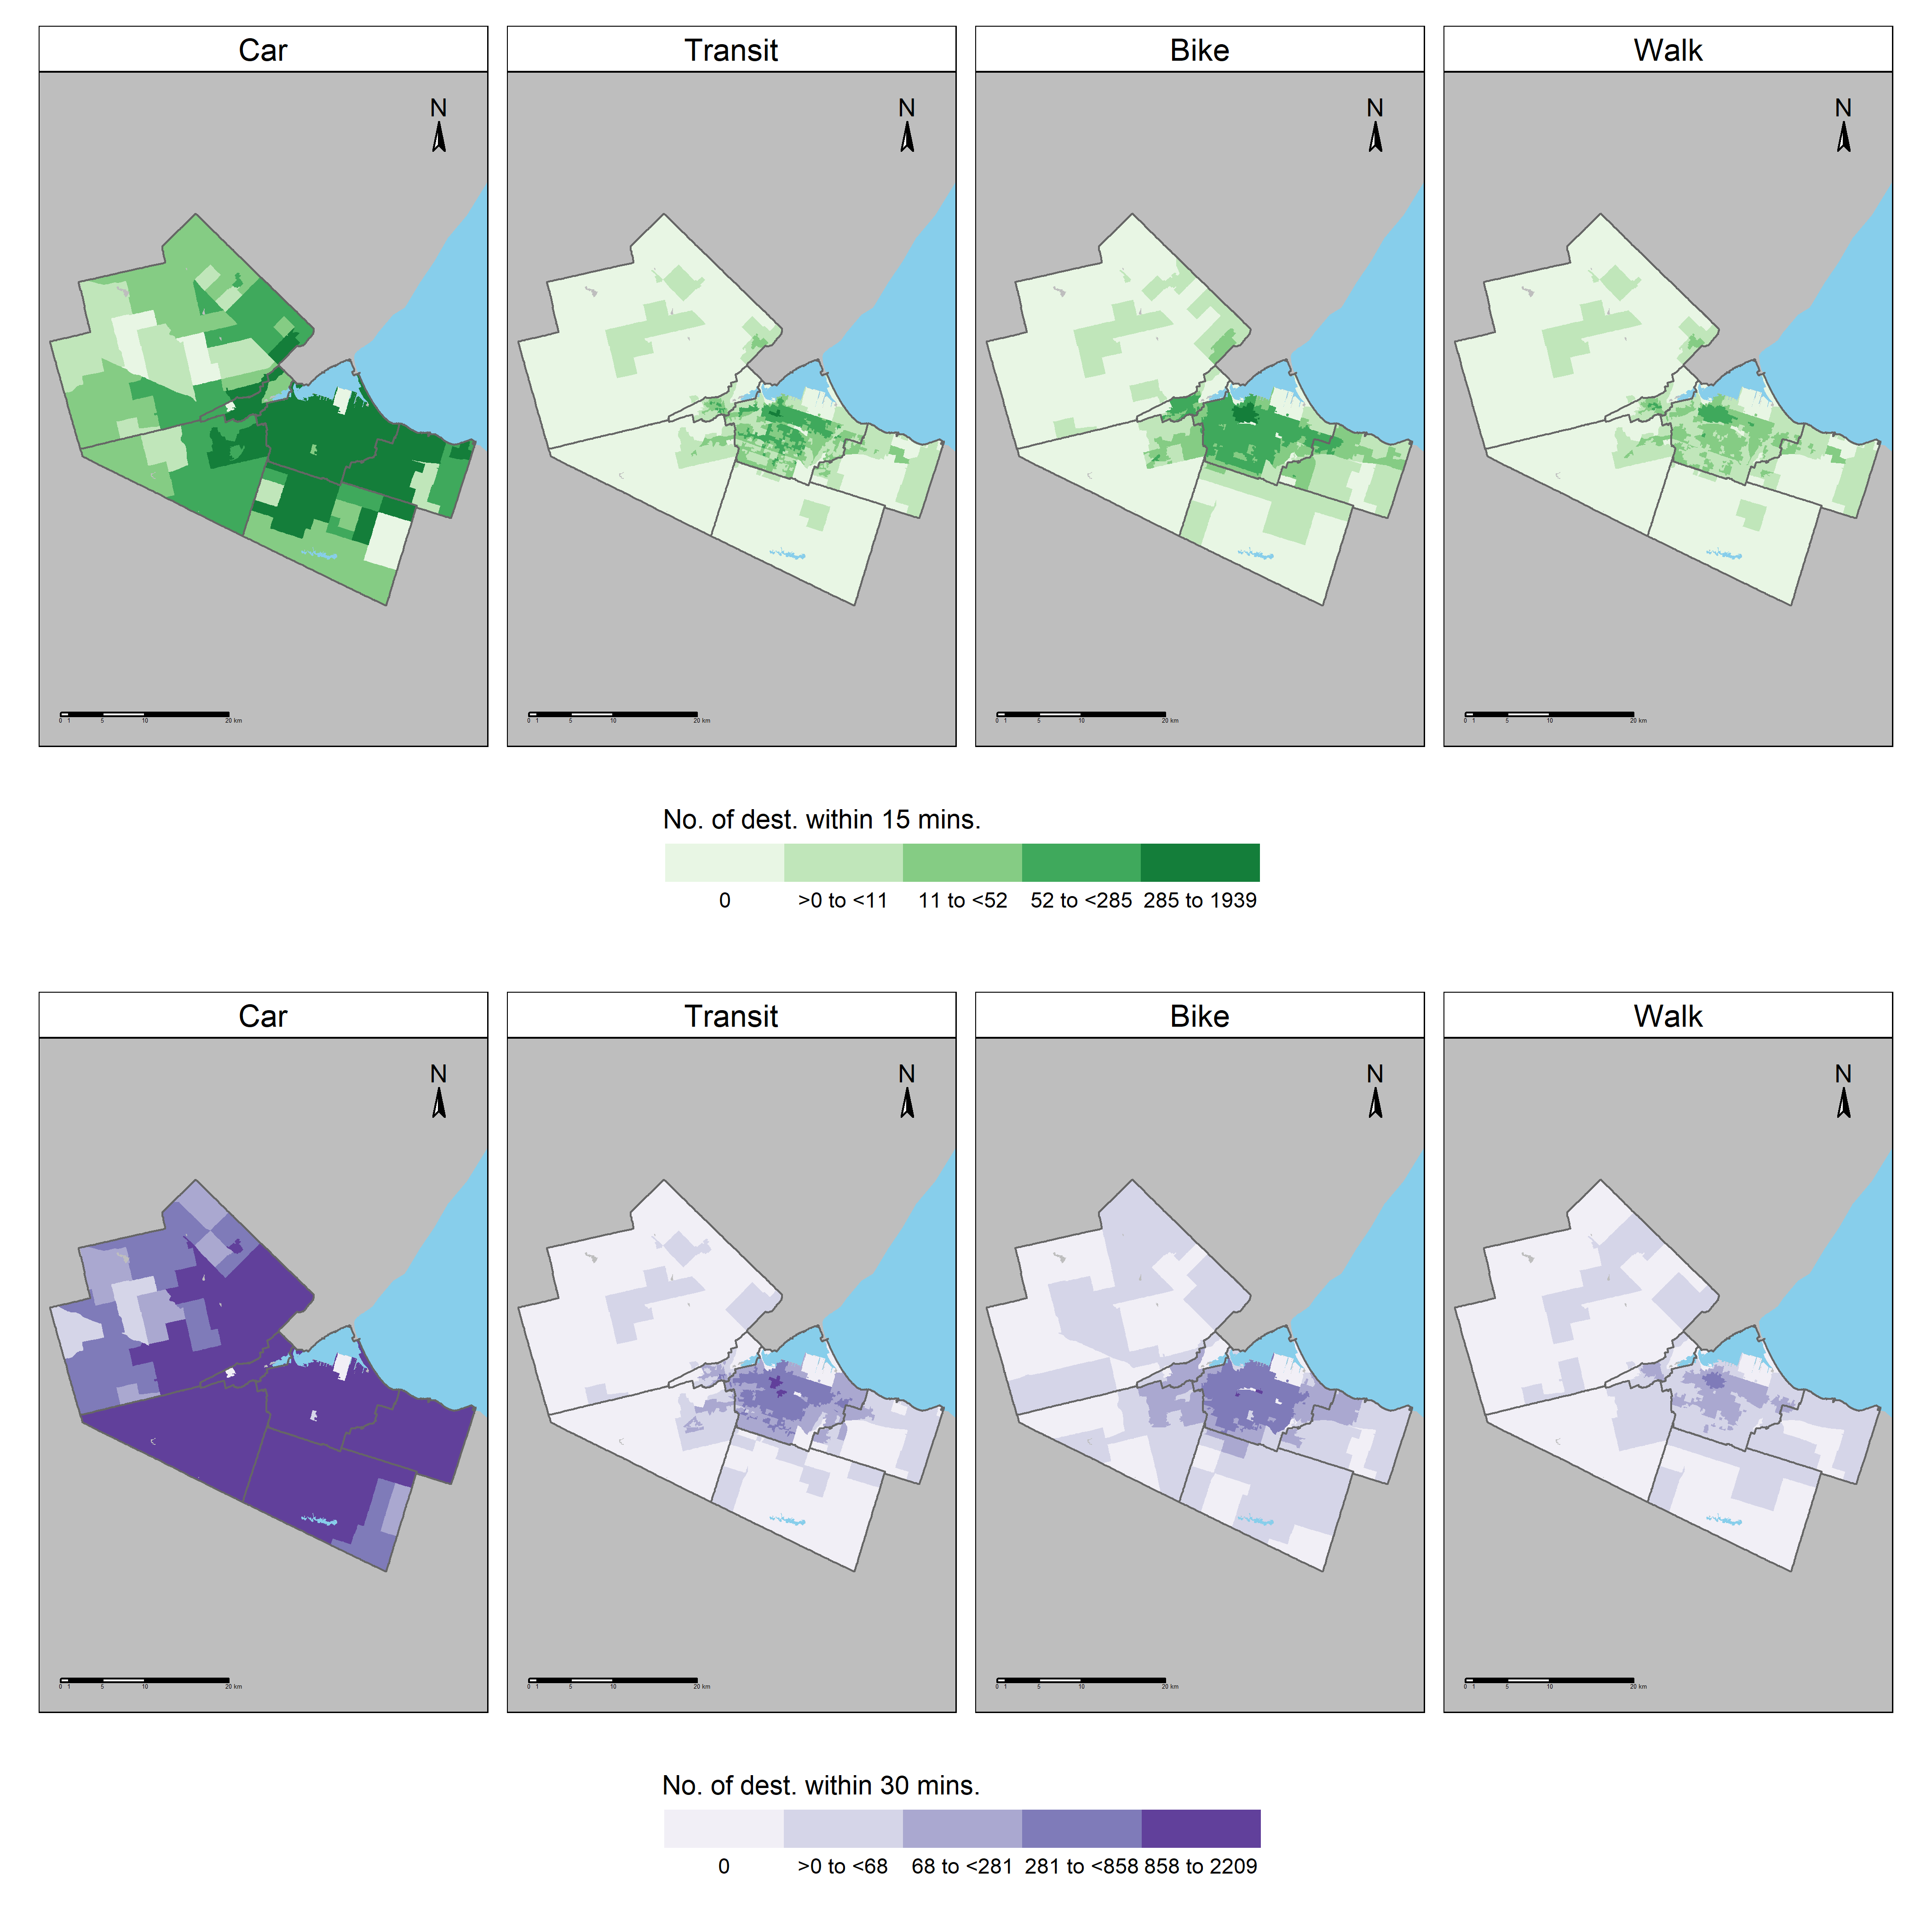 Car Transit Bike Walk
N N N N
0 1 5 10 20 km 0 1 5 10 20 km 0 1 5 10 20 km 0 1 5 10 20 km
No. of dest. within 15 mins.
0 >0 to <11 11 to <52 52 to <285 285 to 1939
Car Transit Bike Walk
N N N N
0 1 5 10 20 km 0 1 5 10 20 km 0 1 5 10 20 km 0 1 5 10 20 km
No. of dest. within 30 mins.
0 >0 to <68 68 to <281 281 to <858 858 to 2209